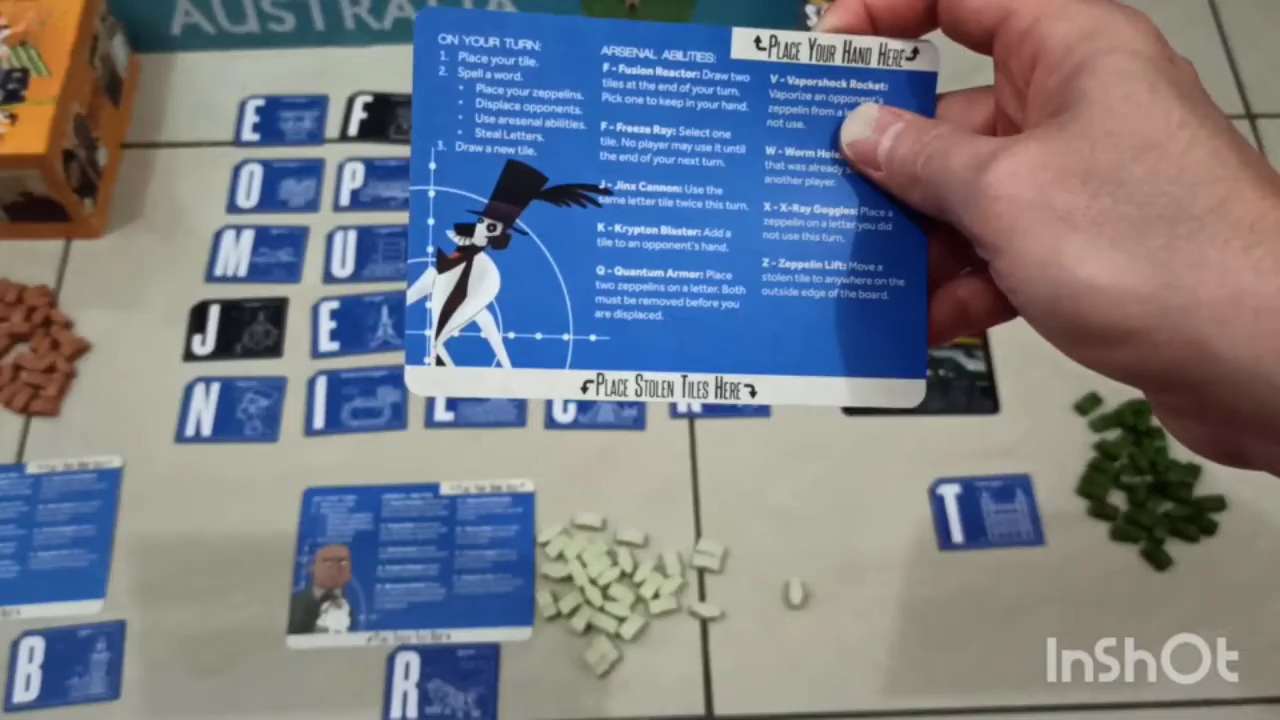 AUSTRALIA
ON YOUR TURN:
1. Place your tile.
2. Spell a word.
• Place your zeppelins.
• Displace opponents.
• Use aresenal abilities.
• Steal Letters.
3. Draw a new tile.
ARSENAL ABILITIES:
F - Fusion Reactor: Draw two
tiles at the end of your turn.
Pick one to keep in your hand.
F - Freeze Ray: Select one
tile. No player may use it until
the end of your next turn.
J - Jinx Cannon: Use the
same letter tile twice this turn.
K - Krypton Blaster: Add a
tile to an opponent's hand.
Q - Quantum Armor: Place
two zeppelins on a letter. Both
must be removed before you
are displaced.
PLACE YOUR HAND HERE
V - Vaporshock Rocket:
Vaporize an opponent's
zeppelin from a
not use.
W - Worm Hole
that was already
another player.
X - X-Ray Goggles: Place a
zeppelin on a letter you did
not use this turn.
Z - Zeppelin Lift: Move a
stolen tile to anywhere on the
outside edge of the board.
PLACE STOLEN TILES HERE
E F
O P
M U
J E
N I
T
B
R
InShOt